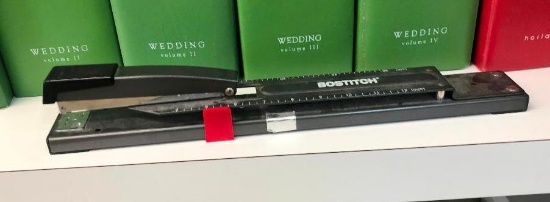 WEDDING
volume II
WEDDING
volume II
WEDDING
volume III
WEDDING
volume IV
BOSTITCH